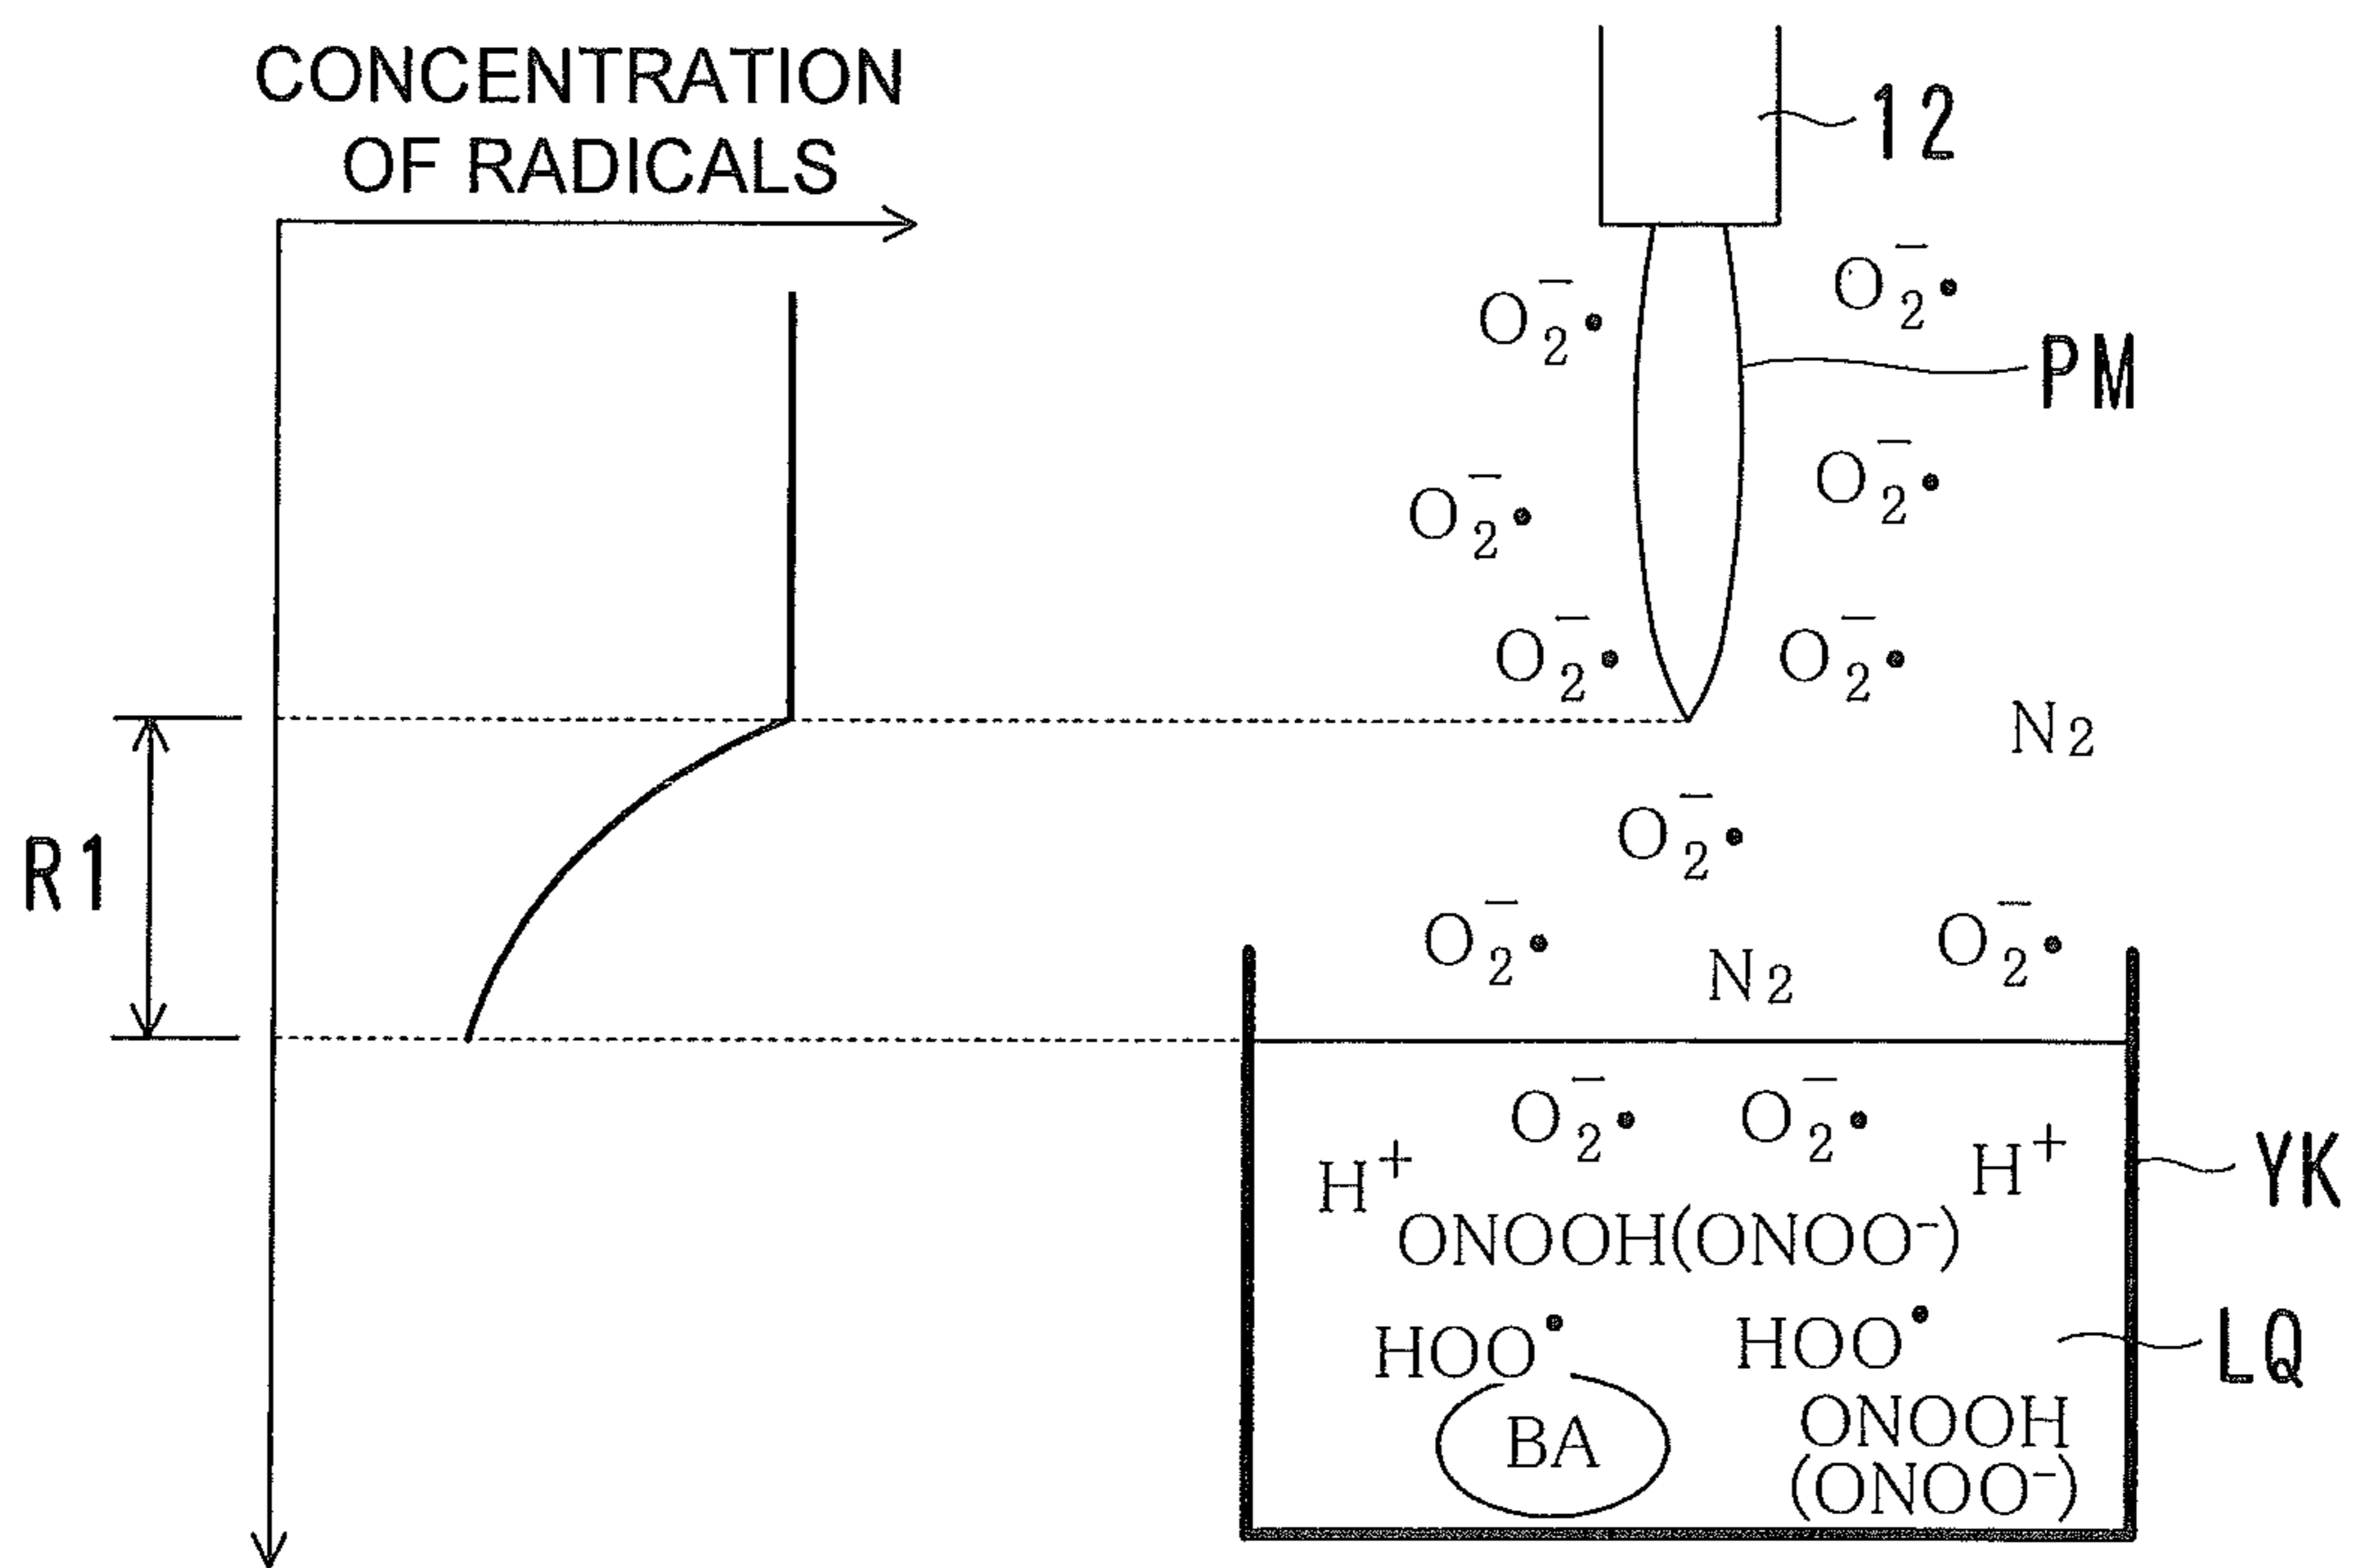 CONCENTRATION
OF RADICALS
12
O₂⁻•
O₂⁻•
PM
O₂⁻•
O₂⁻•
O₂⁻•
O₂⁻•
N₂
R1
O₂⁻•
O₂⁻•
N₂
O₂⁻•
O₂⁻•
O₂⁻•
H⁺
H⁺
YK
ONOOH(ONOO⁻)
HOO•
HOO•
LQ
BA
ONOOH
(ONOO⁻)